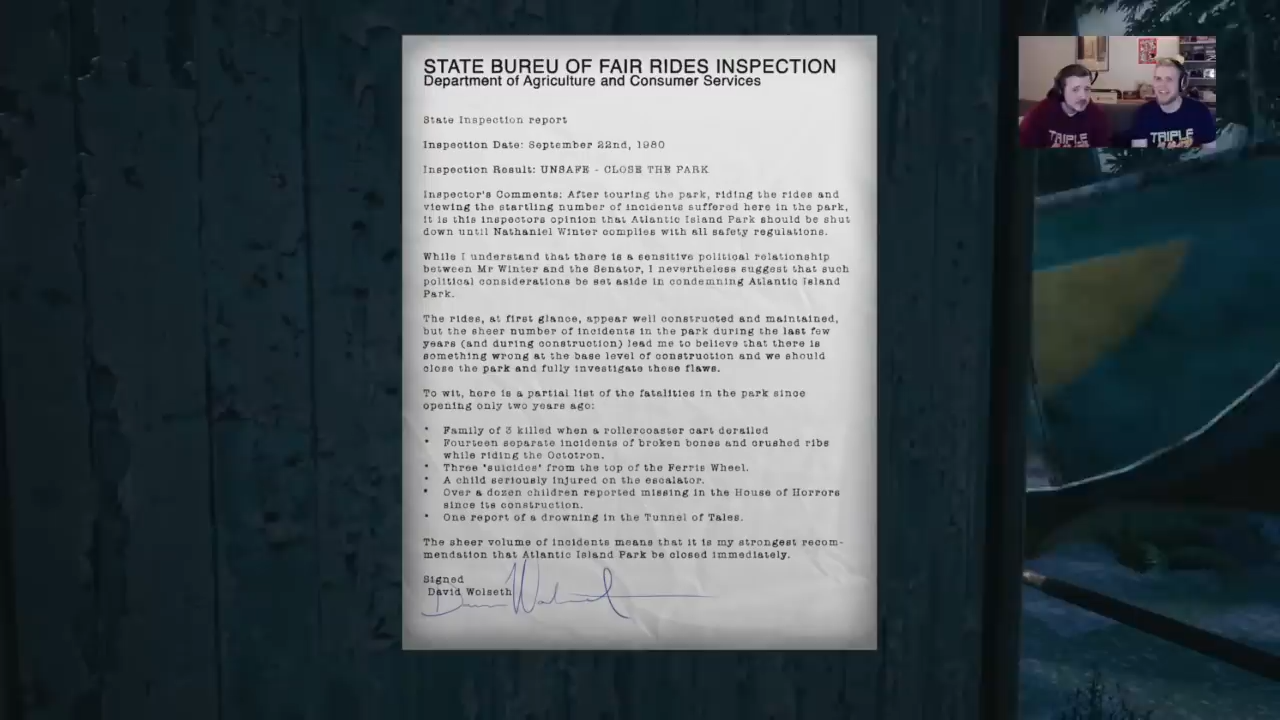 STATE BUREU OF FAIR RIDES INSPECTION
Department of Agriculture and Consumer Services
State Inspection report
Inspection Date: September 22nd, 1980
Inspection Result: UNSAFE - CLOSE THE PARK
Inspector's Comments: After touring the park, riding the rides and
viewing the startling number of incidents suffered here in the park,
it is this inspectors opinion that Atlantic Island Park should be shut
down until Nathaniel Winter complies with all safety regulations.
While I understand that there is a sensitive political relationship
between Mr Winter and the Senator, I nevertheless suggest that such
political considerations be set aside in condemning Atlantic Island
Park.
The rides, at first glance, appear well constructed and maintained,
but the sheer number of incidents in the park during the last few
years (and during construction) lead me to believe that there is
something wrong at the base level of construction and we should
close the park and fully investigate these flaws.
To wit, here is a partial list of the fatalities in the park since
opening only two years ago:
* Family of 3 killed when a rollercoaster cart derailed
* Fourteen separate incidents of broken bones and crushed ribs
while riding the Octotron.
* Three 'suicides' from the top of the Ferris Wheel.
* A child seriously injured on the escalator.
* Over a dozen children reported missing in the House of Horrors
since its construction.
* One report of a drowning in the Tunnel of Tales.
The sheer volume of incidents means that it is my strongest recom-
mendation that Atlantic Island Park be closed immediately.
Signed
David Wolseth
TRIPLE
TRIPLE